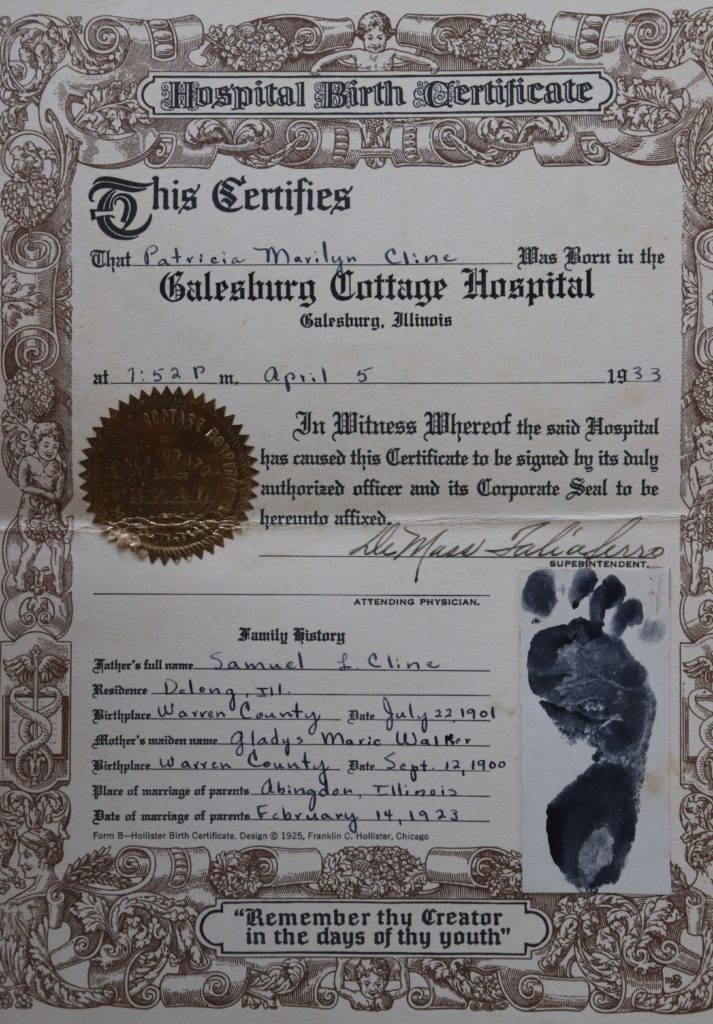 Hospital Birth Certificate
This Certifies
That Patricia Marilyn Cline Was Born in the
Galesburg Cottage Hospital
Galesburg, Illinois
at 7:52 P m. April 5 1933
In Witness Whereof the said Hospital
has caused this Certificate to be signed by its duly
authorized officer and its Corporate Seal to be
hereunto affixed.
COTTAGE HOSPITAL
DeMoss Taliaferro
SUPERINTENDENT.
ATTENDING PHYSICIAN.
Family History
Father's full name Samuel L. Cline
Residence Delong, Ill.
Birthplace Warren County Date July 22, 1901
Mother's maiden name Gladys Marie Walker
Birthplace Warren County Date Sept. 12, 1900
Place of marriage of parents Abingdon, Illinois
Date of marriage of parents February 14, 1923
Form B—Hollister Birth Certificate. Design © 1925, Franklin C. Hollister, Chicago
"Remember thy Creator
in the days of thy youth"